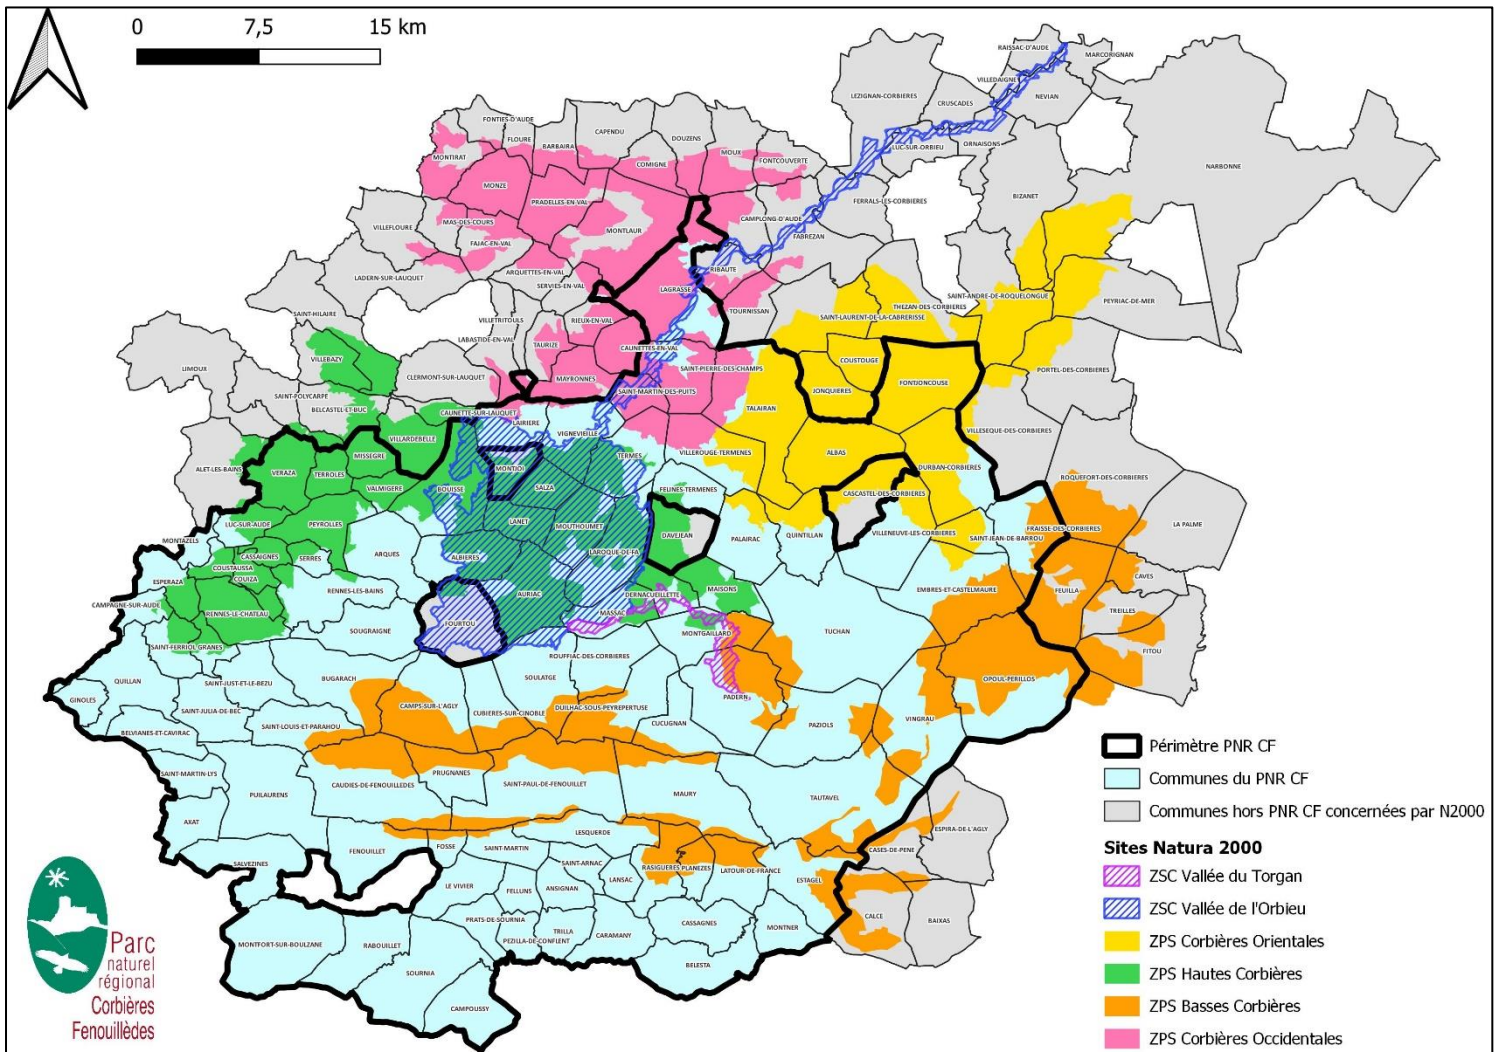 0 7,5 15 km
RAISSAC-D'AUDE
MARCORIGNAN
VILLEDAIGNE
LEZIGNAN-CORBIERES
CRUSCADES
NEVIAN
FONTIES-D'AUDE
FLOURE
BARBAIRA
CAPENDU
DOUZENS
MOUX
FONTCOUVERTE
LUC-SUR-ORBIEU
ORNAISONS
MONTIRAT
COMIGNE
NARBONNE
MONZE
PRADELLES-EN-VAL
BIZANET
FERRALS-LES-CORBIERES
MAS-DES-COURS
CAMPLONG-D'AUDE
VILLEFLOURE
MONTLAUR
FABREZAN
FAJAC-EN-VAL
LADERN-SUR-LAUQUET
ARQUETTES-EN-VAL
RIBAUTE
SERVIES-EN-VAL
LAGRASSE
SAINT-ANDRE-DE-ROQUELONGUE
PEYRIAC-DE-MER
THEZAN-DES-CORBIERES
SAINT-HILAIRE
TOURNISSAN
SAINT-LAURENT-DE-LA-CABRERISSE
VILLETRITOULS
RIEUX-EN-VAL
LABASTIDE-EN-VAL
TAURIZE
CAUNETTES-EN-VAL
VILLEBAZY
COUSTOUGE
LIMOUX
CLERMONT-SUR-LAUQUET
MAYRONNES
SAINT-PIERRE-DES-CHAMPS
PORTEL-DES-CORBIERES
SAINT-POLYCARPE
SAINT-MARTIN-DES-PUITS
JONQUIERES
FONTJONCOUSE
BELCASTEL-ET-BUC
CAUNETTE-SUR-LAUQUET
LAIRIERE
TALAIRAN
VIGNEVIEILLE
VILLARDEBELLE
VILLESEQUE-DES-CORBIERES
MISSEGRE
TERMES
VILLEROUGE-TERMENES
ALBAS
ALET-LES-BAINS
VERAZA
TERROLES
MONTJOI
DURBAN-CORBIERES
VALMIGERE
BOUISSE
SALZA
ROQUEFORT-DES-CORBIERES
FELINES-TERMENES
CASCASTEL-DES-CORBIERES
LUC-SUR-AUDE
PEYROLLES
LANET
MOUTHOUMET
LA PALME
MONTAZELS
DAVEJEAN
PALAIRAC
QUINTILLAN
VILLENEUVE-LES-CORBIERES
FRAISSE-DES-CORBIERES
SAINT-JEAN-DE-BARROU
CASSAIGNES
SERRES
ARQUES
ALBIERES
LAROQUE-DE-FA
COUSTAUSSA
ESPERAZA
COUIZA
CAVES
RENNES-LES-BAINS
MAISONS
EMBRES-ET-CASTELMAURE
FEUILLA
CAMPAGNE-SUR-AUDE
RENNES-LE-CHATEAU
AURIAC
DERNACUEILLETTE
TREILLES
MASSAC
FOURTOU
SOUGRAIGNE
MONTGAILLARD
TUCHAN
SAINT-FERRIOL
GRANES
ROUFFIAC-DES-CORBIERES
FITOU
QUILLAN
BUGARACH
SOULATGE
OPOUL-PERILLOS
SAINT-JUST-ET-LE-BEZU
GINOLES
PADERN
SAINT-JULIA-DE-BEC
CAMPS-SUR-L'AGLY
CUBIERES-SUR-CINOBLE
DUILHAC-SOUS-PEYREPERTUSE
VINGRAU
CUCUGNAN
PAZIOLS
BELVIANES-ET-CAVIRAC
SAINT-LOUIS-ET-PARAHOU
SAINT-MARTIN-LYS
PRUGNANES
CAUDIES-DE-FENOUILLEDES
SAINT-PAUL-DE-FENOUILLET
PUILAURENS
MAURY
TAUTAVEL
AXAT
ESPIRA-DE-L'AGLY
LESQUERDE
FENOUILLET
FOSSE
SAINT-MARTIN
CASES-DE-PENE
SALVEZINES
SAINT-ARNAC
RASIGUERES
PLANEZES
LATOUR-DE-FRANCE
LE VIVIER
FELLUNS
ANSIGNAN
LANSAC
ESTAGEL
PRATS-DE-SOURNIA
CASSAGNES
CALCE
BAIXAS
TRILLA
CARAMANY
MONTNER
PEZILLA-DE-CONFLENT
MONTFORT-SUR-BOULZANE
RABOUILLET
BELESTA
SOURNIA
CAMPOUSSY
Périmètre PNR CF
Communes du PNR CF
Communes hors PNR CF concernées par N2000
Sites Natura 2000
ZSC Vallée du Torgan
ZSC Vallée de l'Orbieu
ZPS Corbières Orientales
ZPS Hautes Corbières
ZPS Basses Corbières
ZPS Corbières Occidentales
Parc
naturel
régional
Corbières
Fenouillèdes